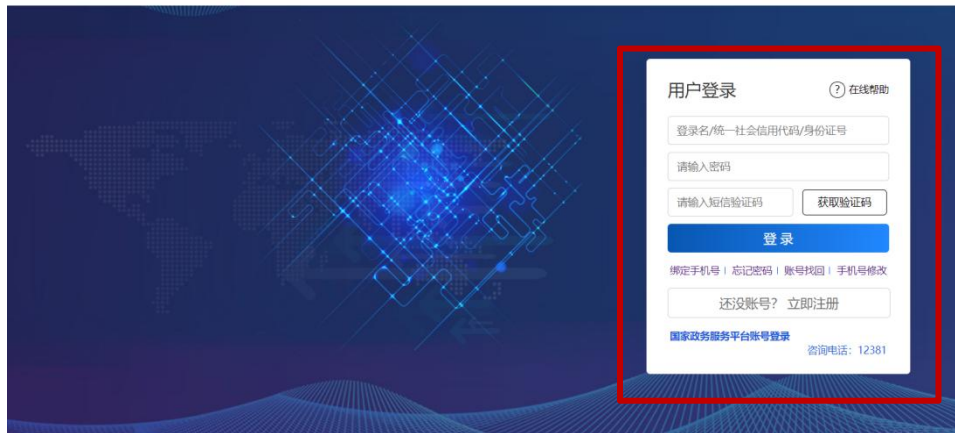 用户登录 ? 在线帮助
登录名/统一社会信用代码/身份证号
请输入密码
请输入短信验证码 获取验证码
登 录
绑定手机号 | 忘记密码 | 账号找回 | 手机号修改
还没账号? 立即注册
国家政务服务平台账号登录
咨询电话：12381